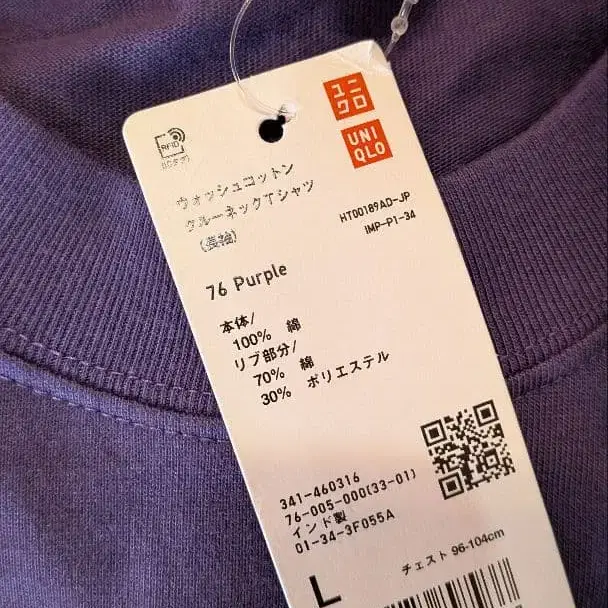 ユニ
クロ
UNI
QLO
RFID
ウォッシュコットン
クルーネックTシャツ
(長袖)
HT00189AD-JP
IMP-P1-34
76 Purple
本体/
100% 綿
リブ部分/
70% 綿
30% ポリエステル
341-460316
76-005-000(33-01)
インド製
01-34-3F055A
チェスト 96-104cm
L